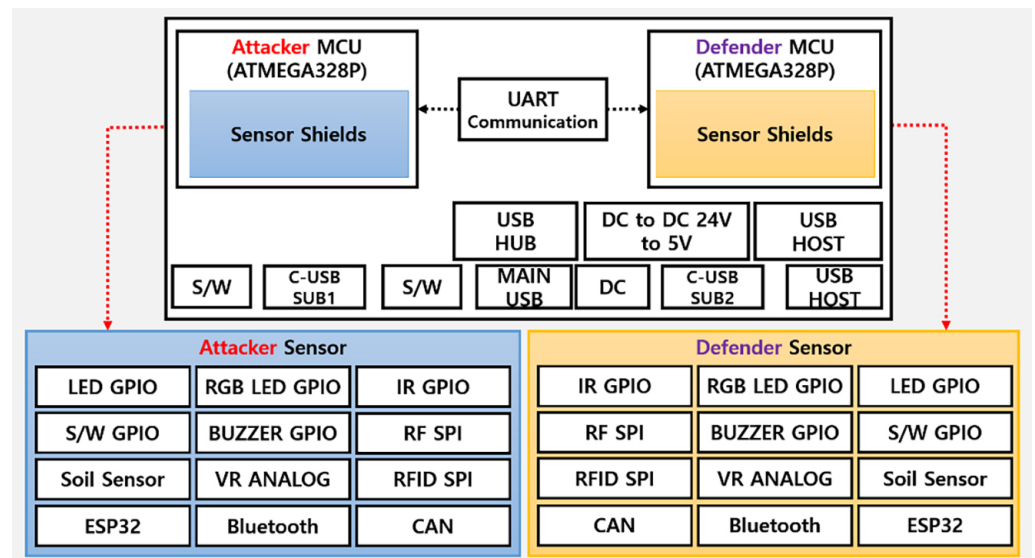 Attacker MCU
(ATMEGA328P)
Sensor Shields
UART
Communication
Defender MCU
(ATMEGA328P)
Sensor Shields
USB
HUB
DC to DC 24V
to 5V
USB
HOST
S/W
C-USB
SUB1
S/W
MAIN
USB
DC
C-USB
SUB2
USB
HOST
Attacker Sensor
LED GPIO
RGB LED GPIO
IR GPIO
S/W GPIO
BUZZER GPIO
RF SPI
Soil Sensor
VR ANALOG
RFID SPI
ESP32
Bluetooth
CAN
Defender Sensor
IR GPIO
RGB LED GPIO
LED GPIO
RF SPI
BUZZER GPIO
S/W GPIO
RFID SPI
VR ANALOG
Soil Sensor
CAN
Bluetooth
ESP32